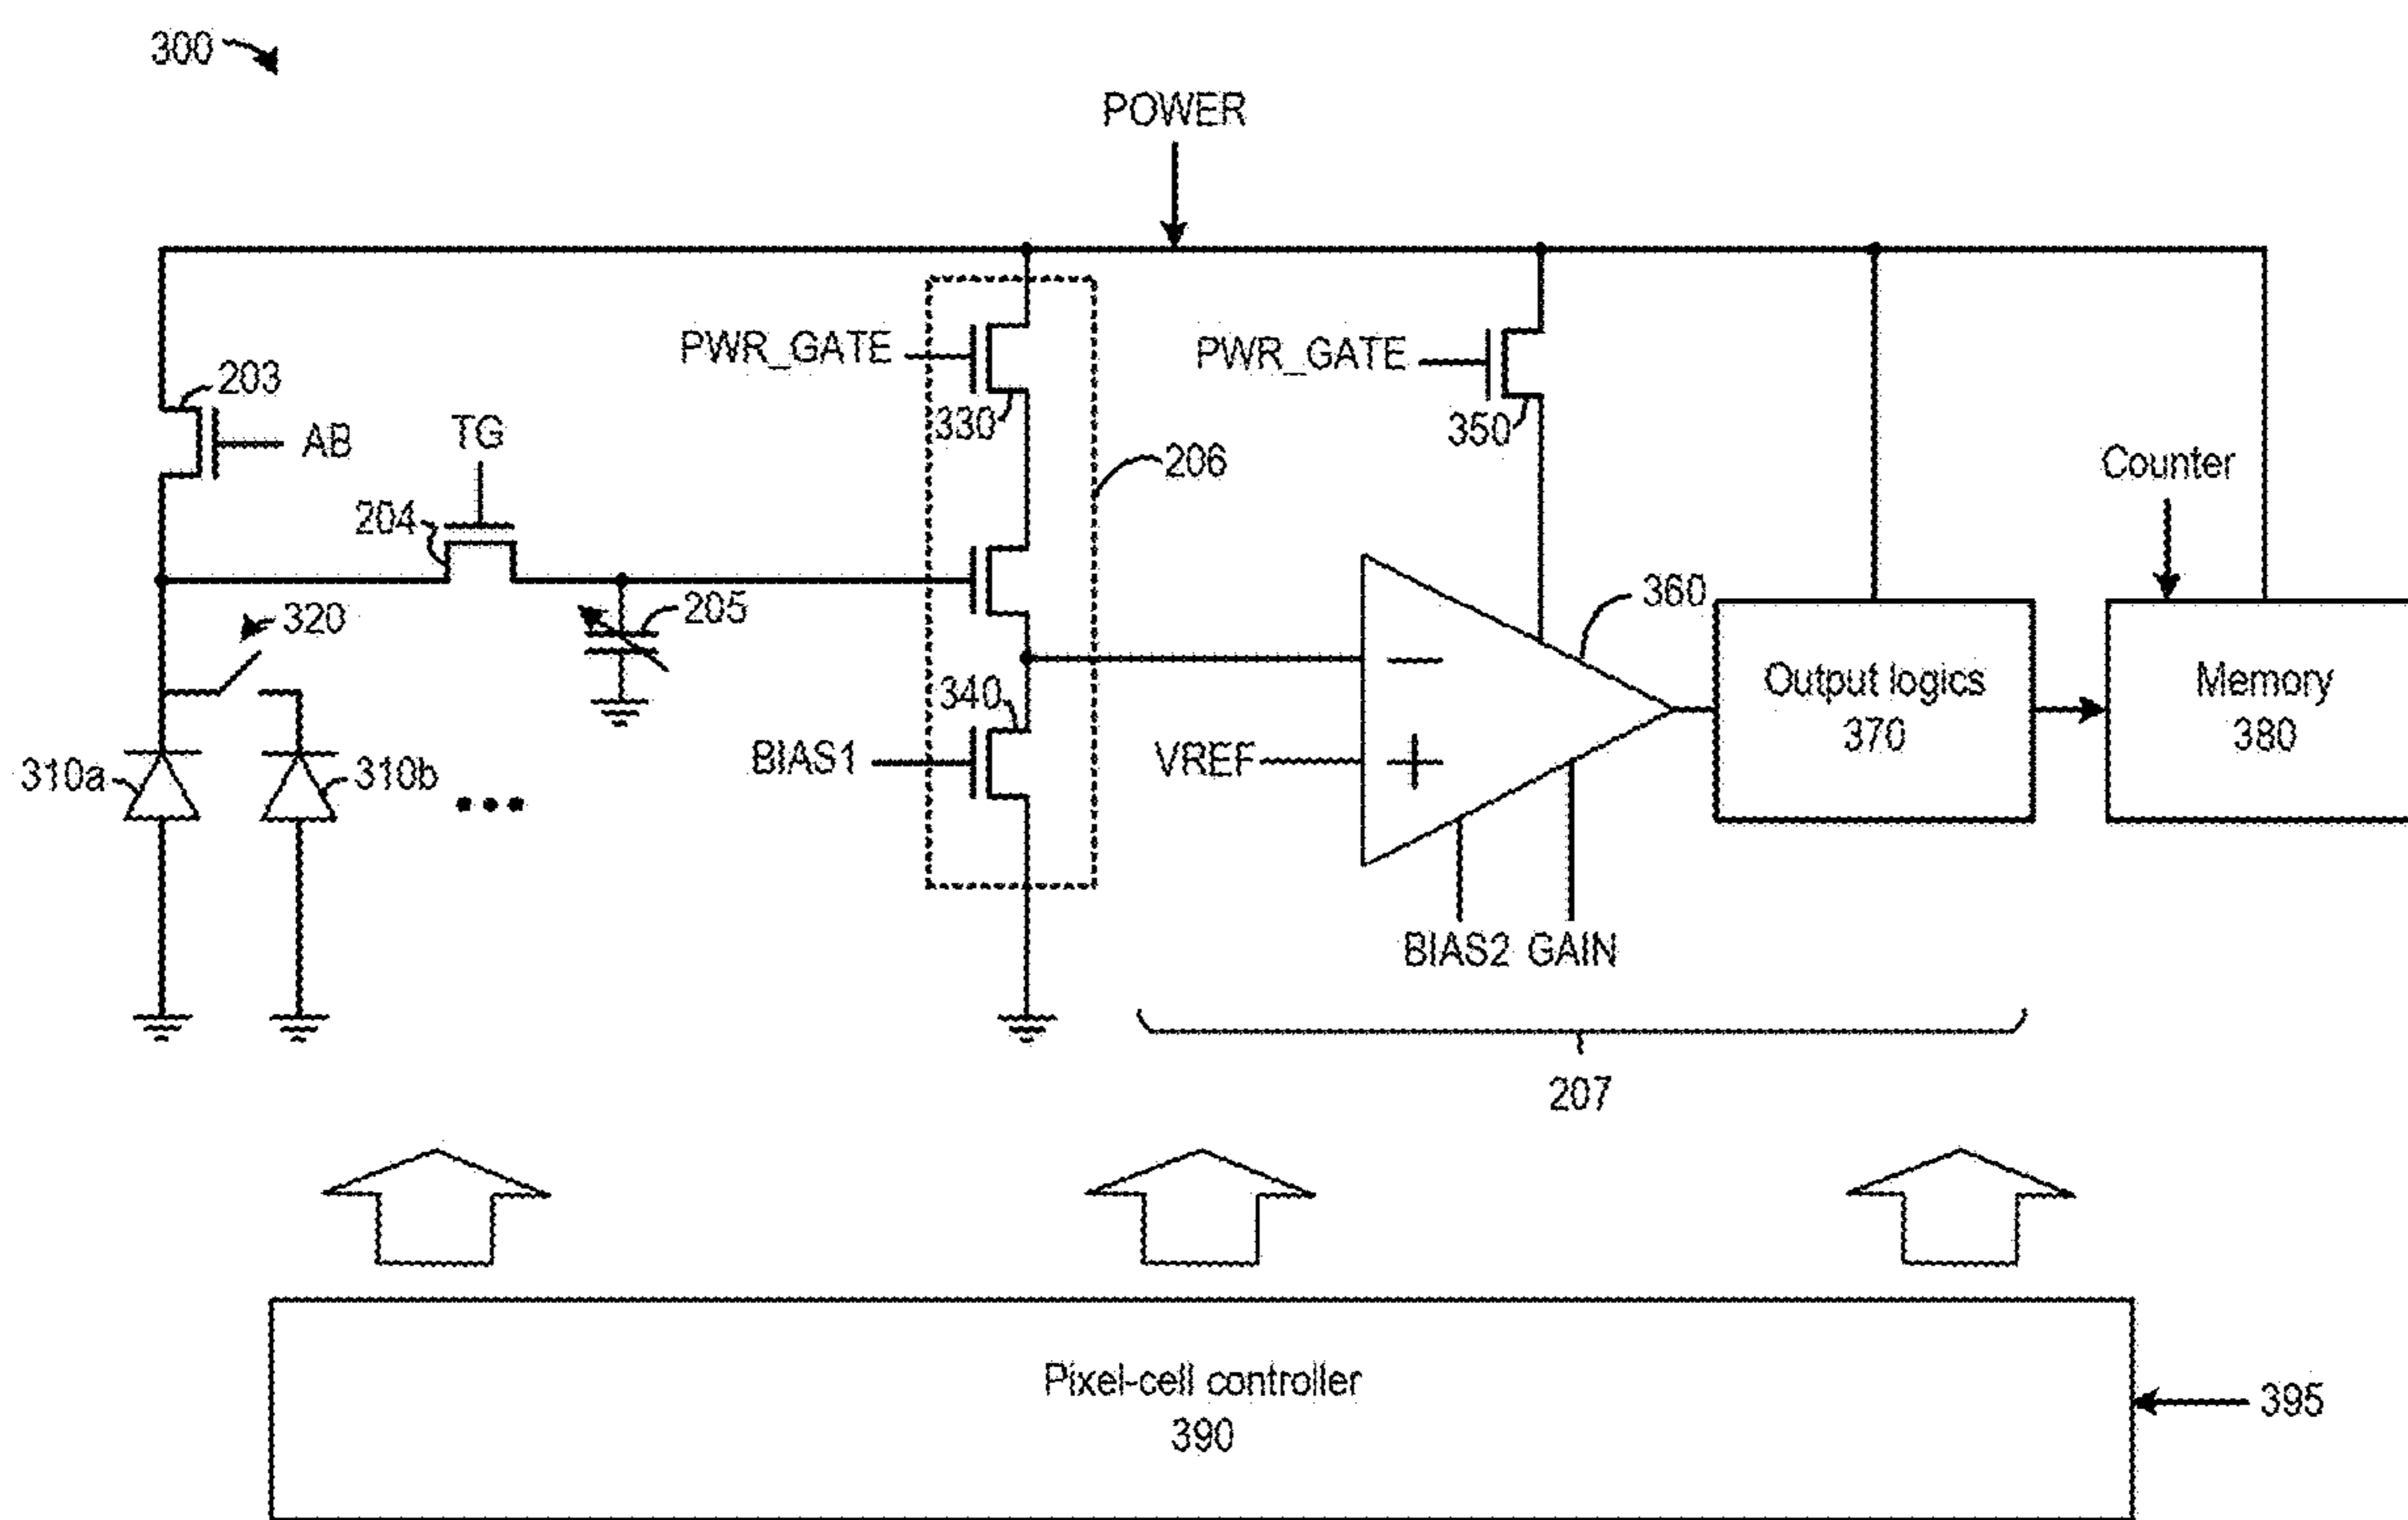 300
POWER
PWR_GATE
PWR_GATE
203
330
350
AB
TG
206
Counter
204
360
320
205
Output logics
370
Memory
380
340
310a
310b
BIAS1
VREF
−
+
BIAS2
GAIN
207
Pixel-cell controller
390
395